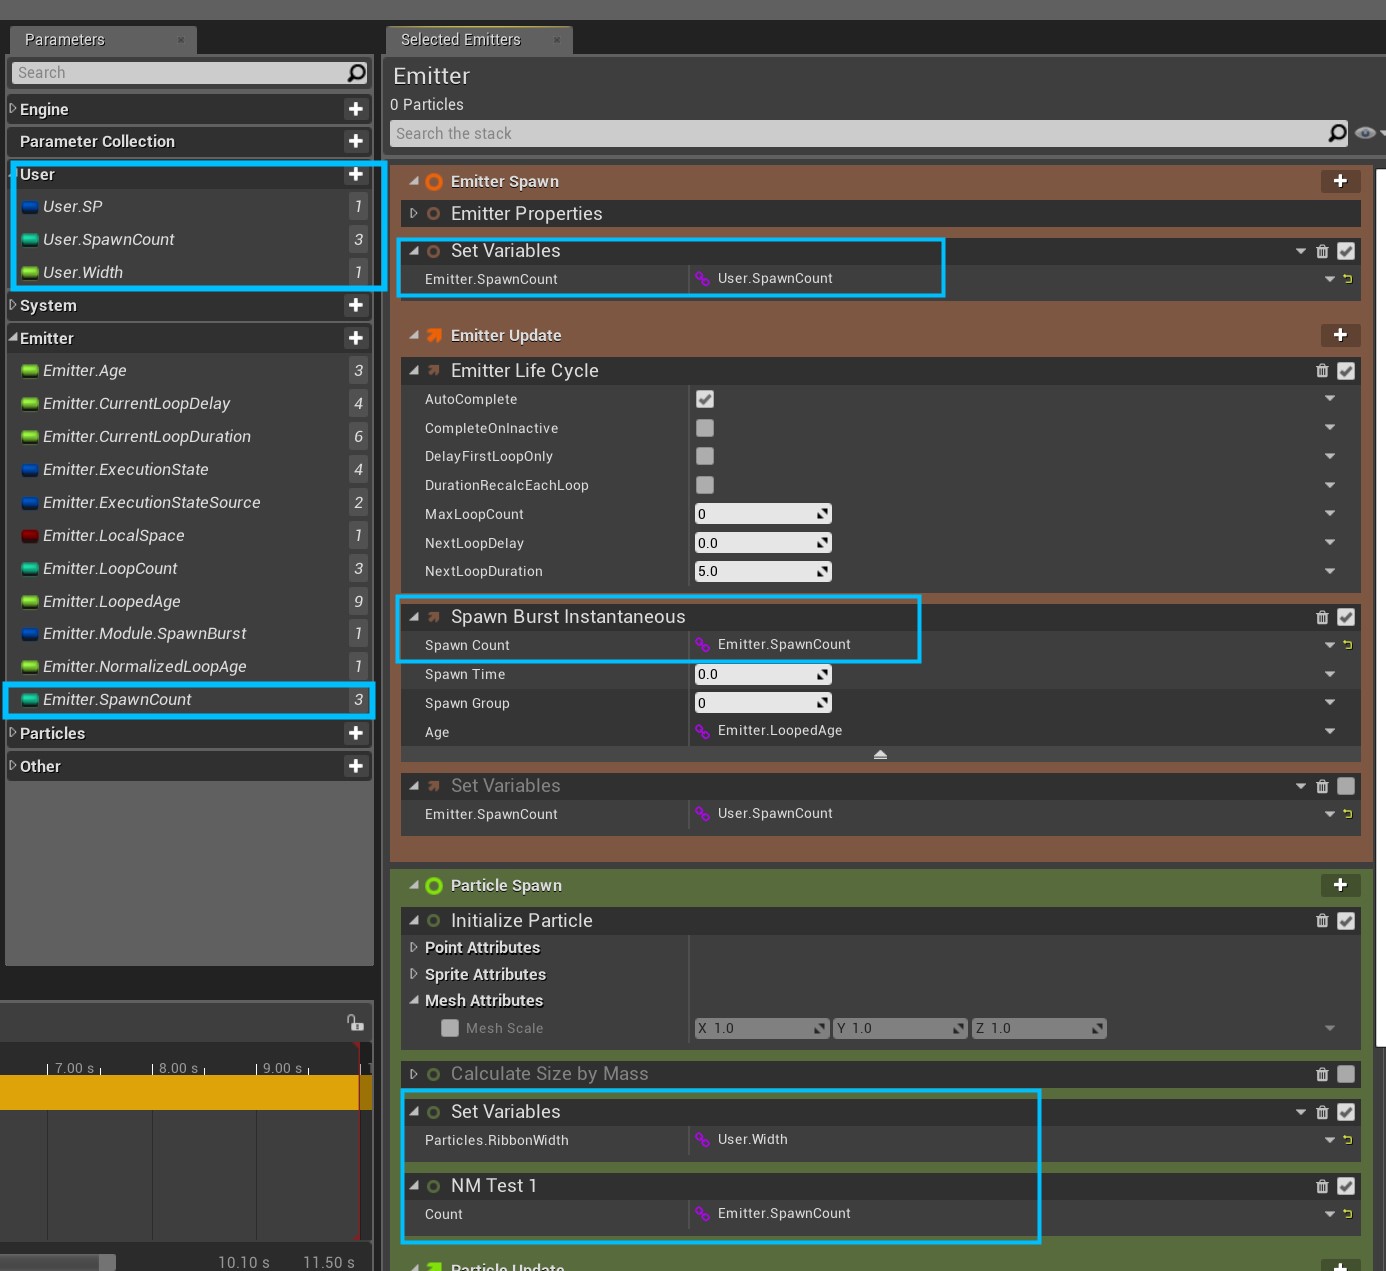 Parameters
Search
Engine
Parameter Collection
User
User.SP 1
User.SpawnCount 3
User.Width 1
System
Emitter
Emitter.Age 3
Emitter.CurrentLoopDelay 4
Emitter.CurrentLoopDuration 6
Emitter.ExecutionState 4
Emitter.ExecutionStateSource 2
Emitter.LocalSpace 1
Emitter.LoopCount 3
Emitter.LoopedAge 9
Emitter.Module.SpawnBurst 1
Emitter.NormalizedLoopAge 1
Emitter.SpawnCount 3
Particles
Other
7.00 s 8.00 s 9.00 s 1
10.10 s 11.50 s
Selected Emitters
Emitter
0 Particles
Search the stack
Emitter Spawn
Emitter Properties
Set Variables
Emitter.SpawnCount User.SpawnCount
Emitter Update
Emitter Life Cycle
AutoComplete
CompleteOnInactive
DelayFirstLoopOnly
DurationRecalcEachLoop
MaxLoopCount 0
NextLoopDelay 0.0
NextLoopDuration 5.0
Spawn Burst Instantaneous
Spawn Count Emitter.SpawnCount
Spawn Time 0.0
Spawn Group 0
Age Emitter.LoopedAge
Set Variables
Emitter.SpawnCount User.SpawnCount
Particle Spawn
Initialize Particle
Point Attributes
Sprite Attributes
Mesh Attributes
Mesh Scale X 1.0 Y 1.0 Z 1.0
Calculate Size by Mass
Set Variables
Particles.RibbonWidth User.Width
NM Test 1
Count Emitter.SpawnCount
Particle Update